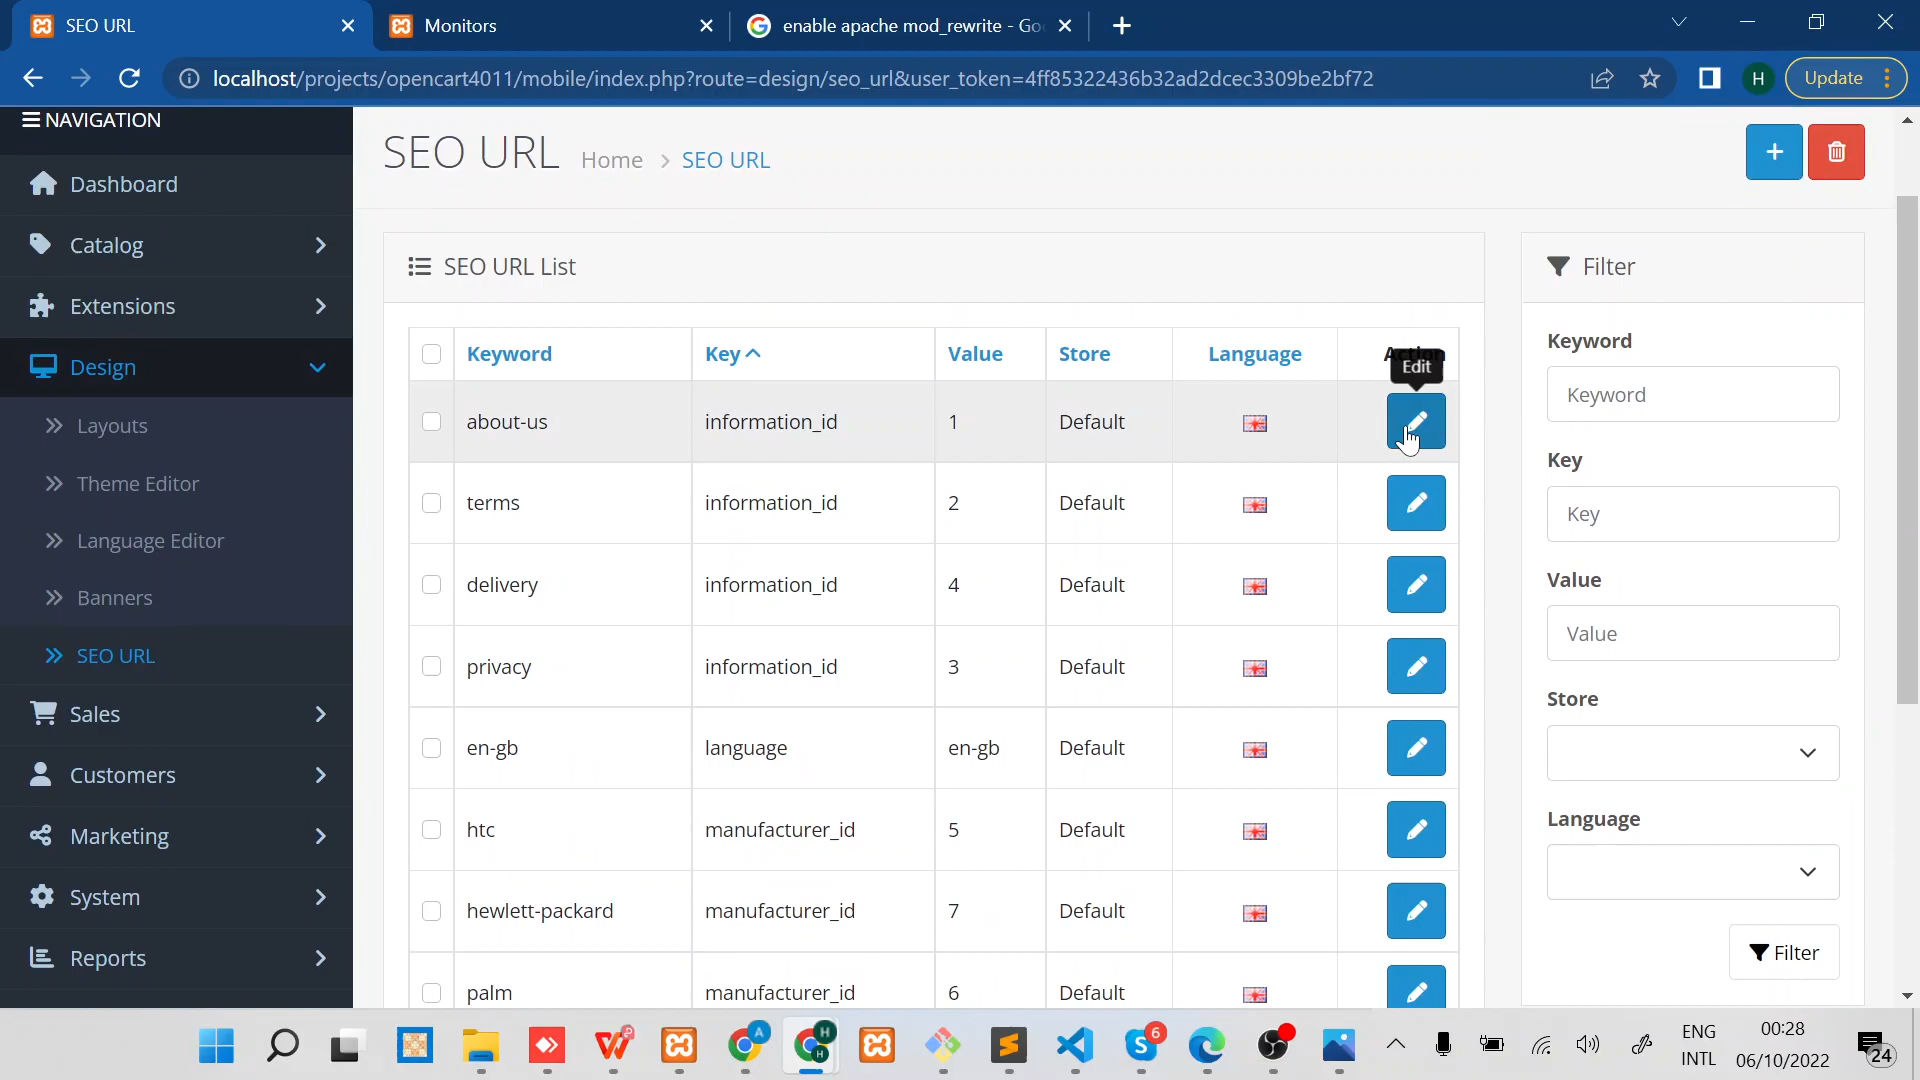 SEO URL
Monitors
enable apache mod_rewrite - Go
localhost/projects/opencart4011/mobile/index.php?route=design/seo_url&user_token=4ff85322436b32ad2dcec3309be2bf72
H
Update
NAVIGATION
Dashboard
Catalog
Extensions
Design
Layouts
Theme Editor
Language Editor
Banners
SEO URL
Sales
Customers
Marketing
System
Reports
SEO URL Home > SEO URL
SEO URL List
Keyword Key Value Store Language Action
Edit
about-us information_id 1 Default
terms information_id 2 Default
delivery information_id 4 Default
privacy information_id 3 Default
en-gb language en-gb Default
htc manufacturer_id 5 Default
hewlett-packard manufacturer_id 7 Default
palm manufacturer_id 6 Default
Filter
Keyword
Keyword
Key
Key
Value
Value
Store
Language
Filter
A
H
H
6
ENG
INTL
00:28
06/10/2022
24